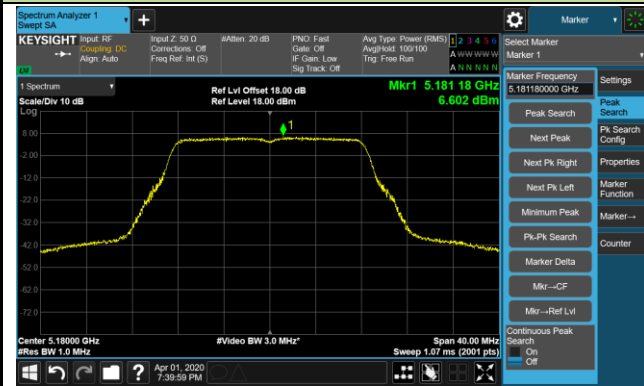 Spectrum Analyzer 1
Swept SA
Marker
KEYSIGHT
Input: RF
Coupling: DC
Align: Auto
Input Z: 50 Ω
Corrections: Off
Freq Ref: Int (S)
#Atten: 20 dB
PNO: Fast
Gate: Off
IF Gain: Low
Sig Track: Off
Avg Type: Power (RMS)
Avg|Hold: 100/100
Trig: Free Run
1 2 3 4 5 6
A W W W W W
A N N N N N
LXI
1 Spectrum
Scale/Div 10 dB
Log
Ref Lvl Offset 18.00 dB
Ref Level 18.00 dBm
Mkr1 5.181 18 GHz
6.602 dBm
1
8.00
-2.00
-12.0
-22.0
-32.0
-42.0
-52.0
-62.0
-72.0
Center 5.18000 GHz
#Res BW 1.0 MHz
#Video BW 3.0 MHz*
Span 40.00 MHz
Sweep 1.07 ms (2001 pts)
Apr 01, 2020
7:39:59 PM
Select Marker
Marker 1
Marker Frequency
5.181180000 GHz
Peak Search
Next Peak
Next Pk Right
Next Pk Left
Minimum Peak
Pk-Pk Search
Marker Delta
Mkr→CF
Mkr→Ref Lvl
Continuous Peak
Search
On
Off
Settings
Peak
Search
Pk Search
Config
Properties
Marker
Function
Marker→
Counter